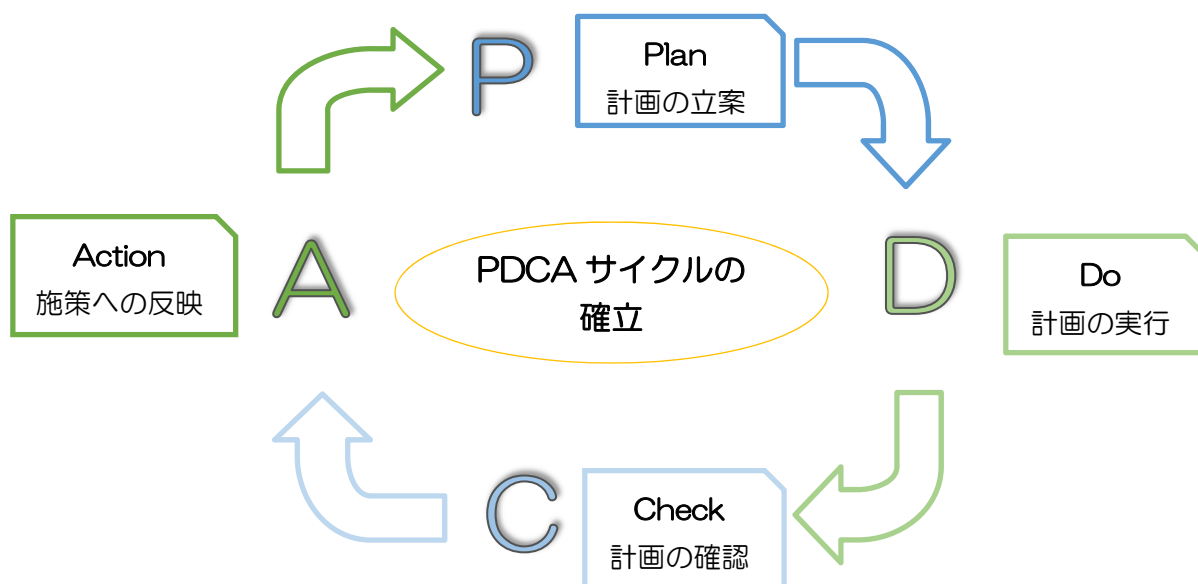 P
Plan
計画の立案
Action
施策への反映
A
PDCA サイクルの
確立
D
Do
計画の実行
C
Check
計画の確認